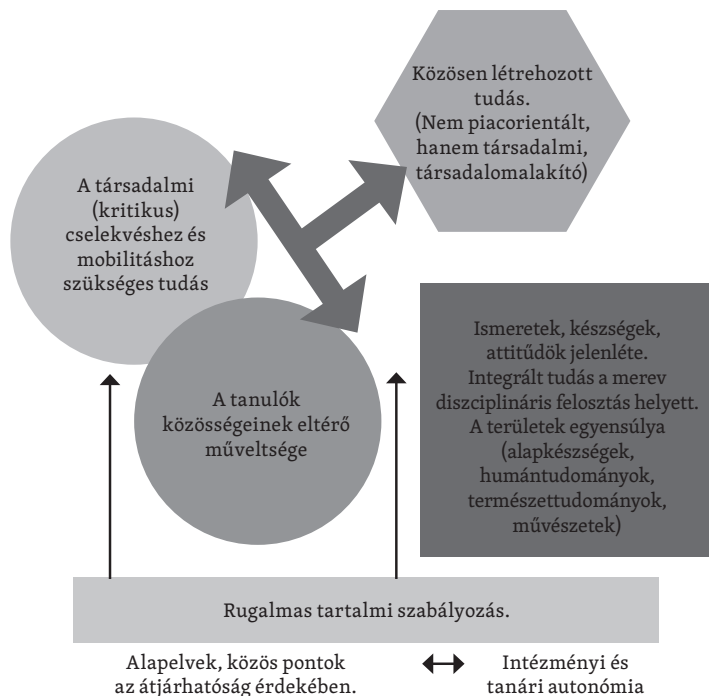 Közösen létrehozott
tudás.
(Nem piacorientált,
hanem társadalmi,
társadalomalakító)
A társadalmi
(kritikus)
cselekvéshez és
mobilitáshoz
szükséges tudás
A tanulók
közösségeinek eltérő
műveltsége
Ismeretek, készségek,
attitűdök jelenléte.
Integrált tudás a merev
diszciplináris felosztás helyett.
A területek egyensúlya
(alapkészségek,
humántudományok,
természettudományok,
művészetek)
Rugalmas tartalmi szabályozás.
Alapelvek, közös pontok
az átjárhatóság érdekében.
Intézményi és
tanári autonómia